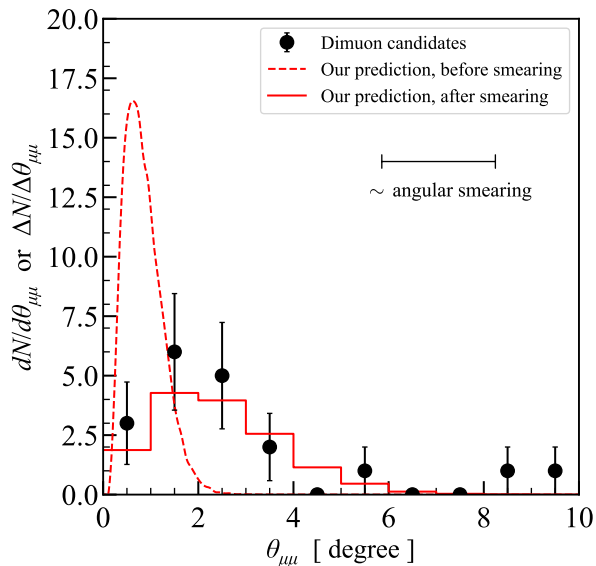 20.0
17.5
15.0
12.5
10.0
7.5
5.0
2.5
0.0
dN/dθμμ or ΔN/Δθμμ
Dimuon candidates
Our prediction, before smearing
Our prediction, after smearing
∼ angular smearing
0 2 4 6 8 10
θμμ [ degree ]